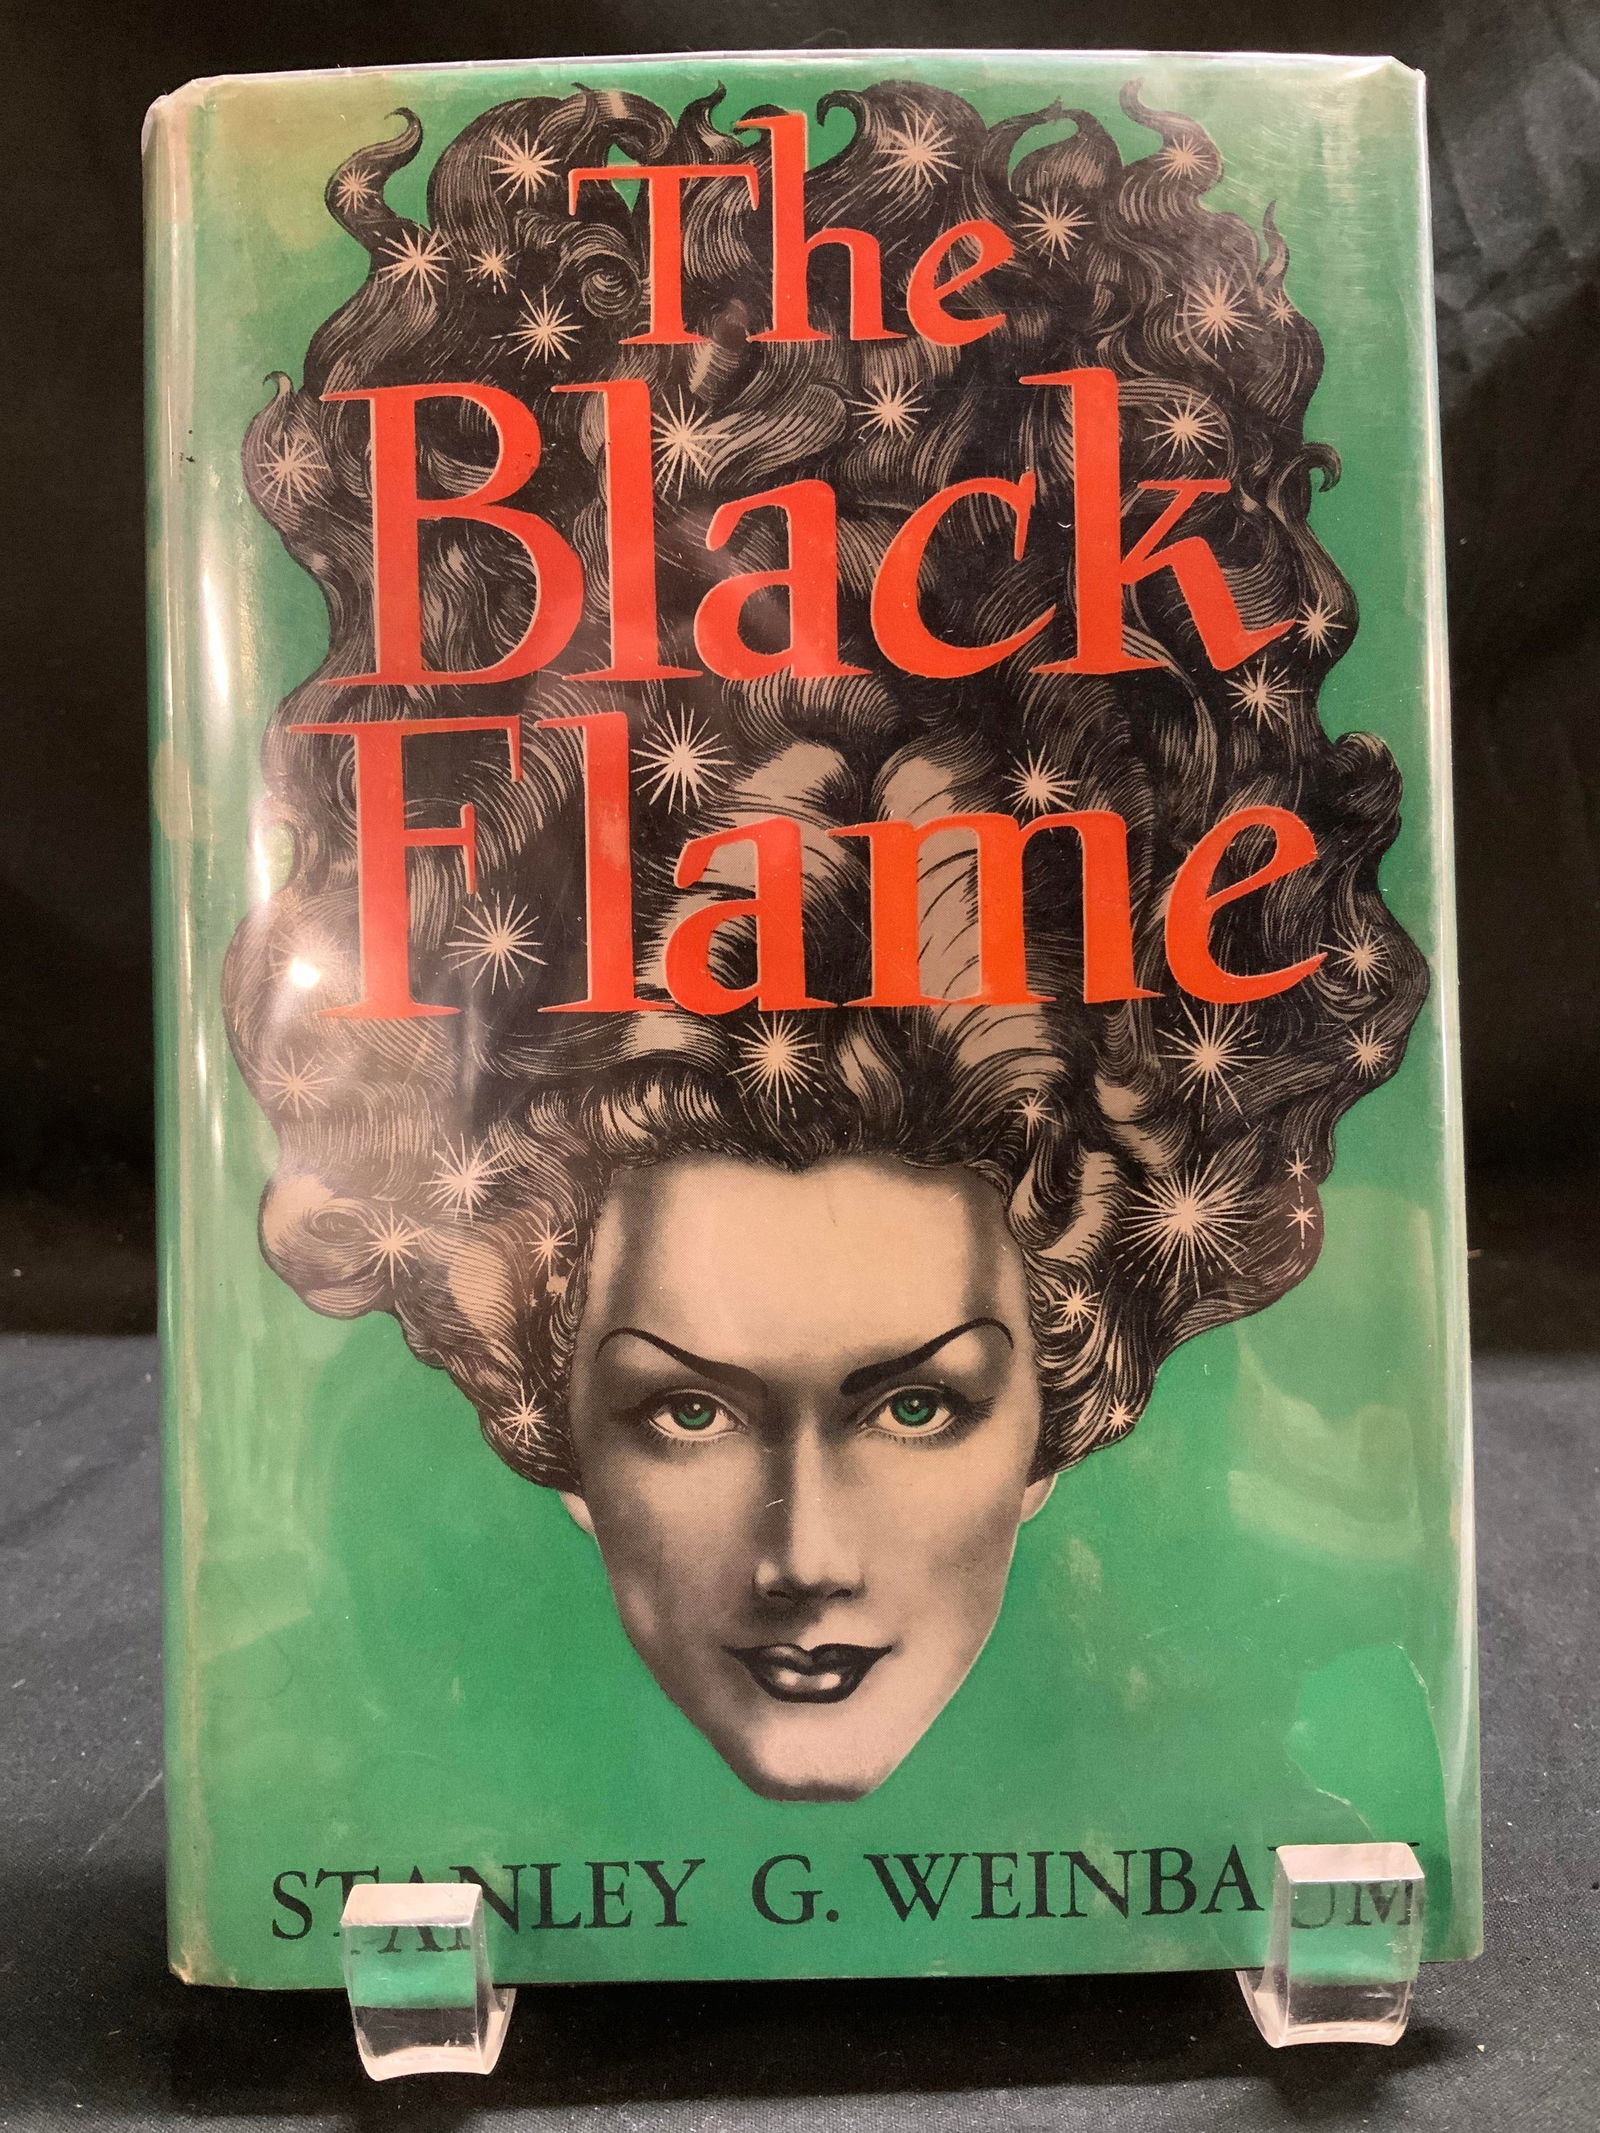 The
Black
Flame
STANLEY G. WEINBAUM